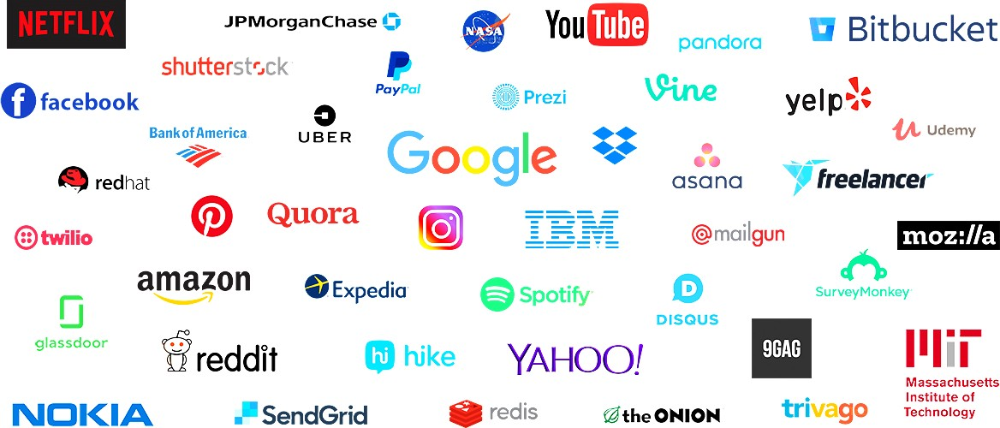 NETFLIX
JPMorganChase
NASA
YouTube
pandora
Bitbucket
shutterstock
PayPal
Prezi
Vine
yelp
facebook
UBER
Bank of America
Google
Udemy
asana
freelancer
redhat
Quora
twilio
IBM
@mailgun
moz://a
amazon
Expedia
Spotify
DISQUS
SurveyMonkey
glassdoor
reddit
hi hike
YAHOO!
9GAG
MIT
Massachusetts
Institute of
Technology
NOKIA
SendGrid
redis
the ONION
trivago